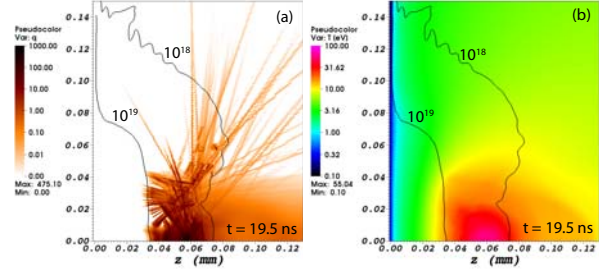 Pseudocolor
Var: q
1000.00
100.00
10.00
1.00
0.10
0.01
0.00
Max: 475.10
Min: 0.00
0.14
0.12
0.10
0.08
0.06
0.04
0.02
0.00
(a)
10^18
10^19
t = 19.5 ns
0.00 0.02 0.04 0.06 0.08 0.10 0.12
z (mm)
Pseudocolor
Var: T (eV)
100.00
31.62
10.00
3.16
1.00
0.32
0.10
Max: 55.04
Min: 0.10
0.14
0.12
0.10
0.08
0.06
0.04
0.02
0.00
(b)
10^18
10^19
t = 19.5 ns
0.00 0.02 0.04 0.06 0.08 0.10 0.12
z (mm)